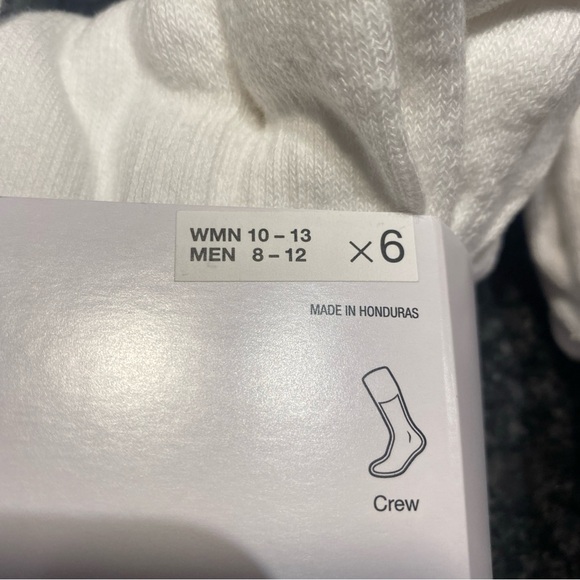 WMN 10 – 13
MEN 8 – 12
×6
MADE IN HONDURAS
Crew